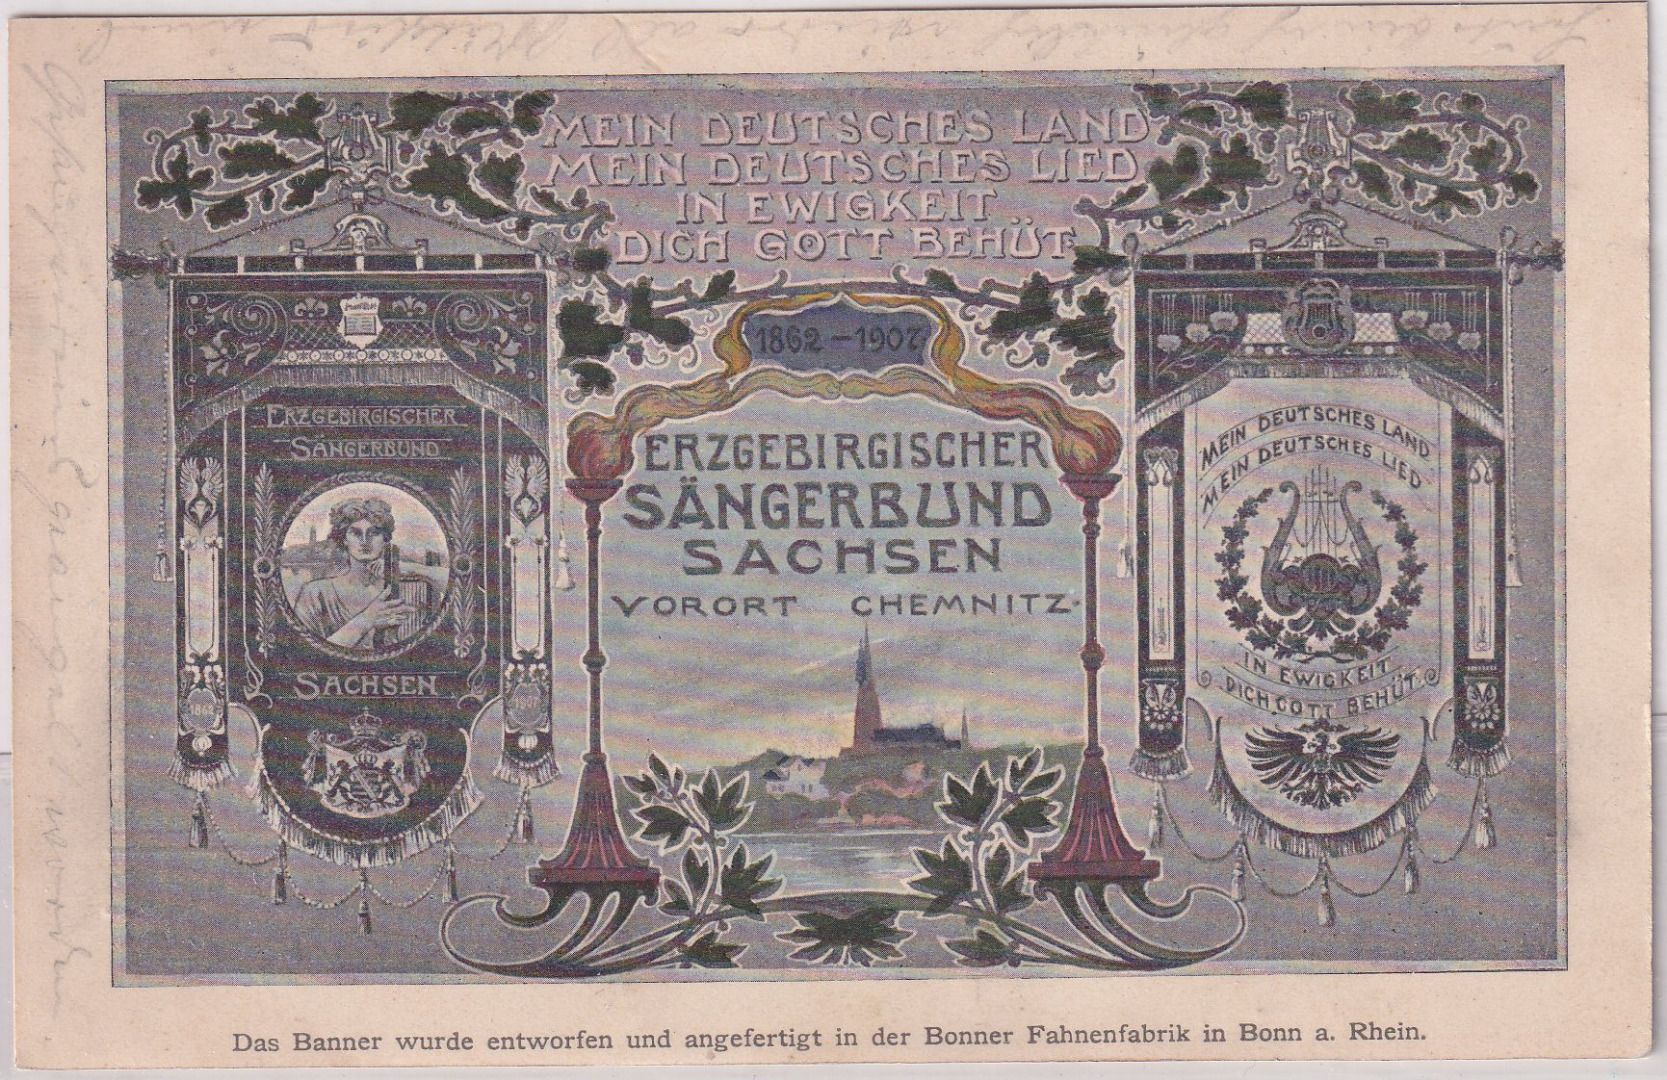 MEIN DEUTSCHES LAND
MEIN DEUTSCHES LIED
IN EWIGKEIT
DICH GOTT BEHÜT
1862-1907
ERZGEBIRGISCHER
SÄNGERBUND
SACHSEN
VORORT CHEMNITZ.
ERZGEBIRGISCHER
SÄNGERBUND
SACHSEN
1862
1907
MEIN DEUTSCHES LAND
MEIN DEUTSCHES LIED
IN EWIGKEIT
DICH GOTT BEHÜT.
Das Banner wurde entworfen und angefertigt in der Bonner Fahnenfabrik in Bonn a. Rhein.